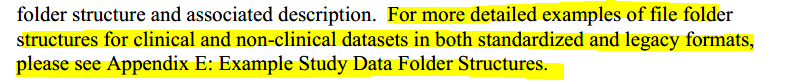 folder structure and associated description.  For more detailed examples of file folder
structures for clinical and non-clinical datasets in both standardized and legacy formats,
please see Appendix E: Example Study Data Folder Structures.